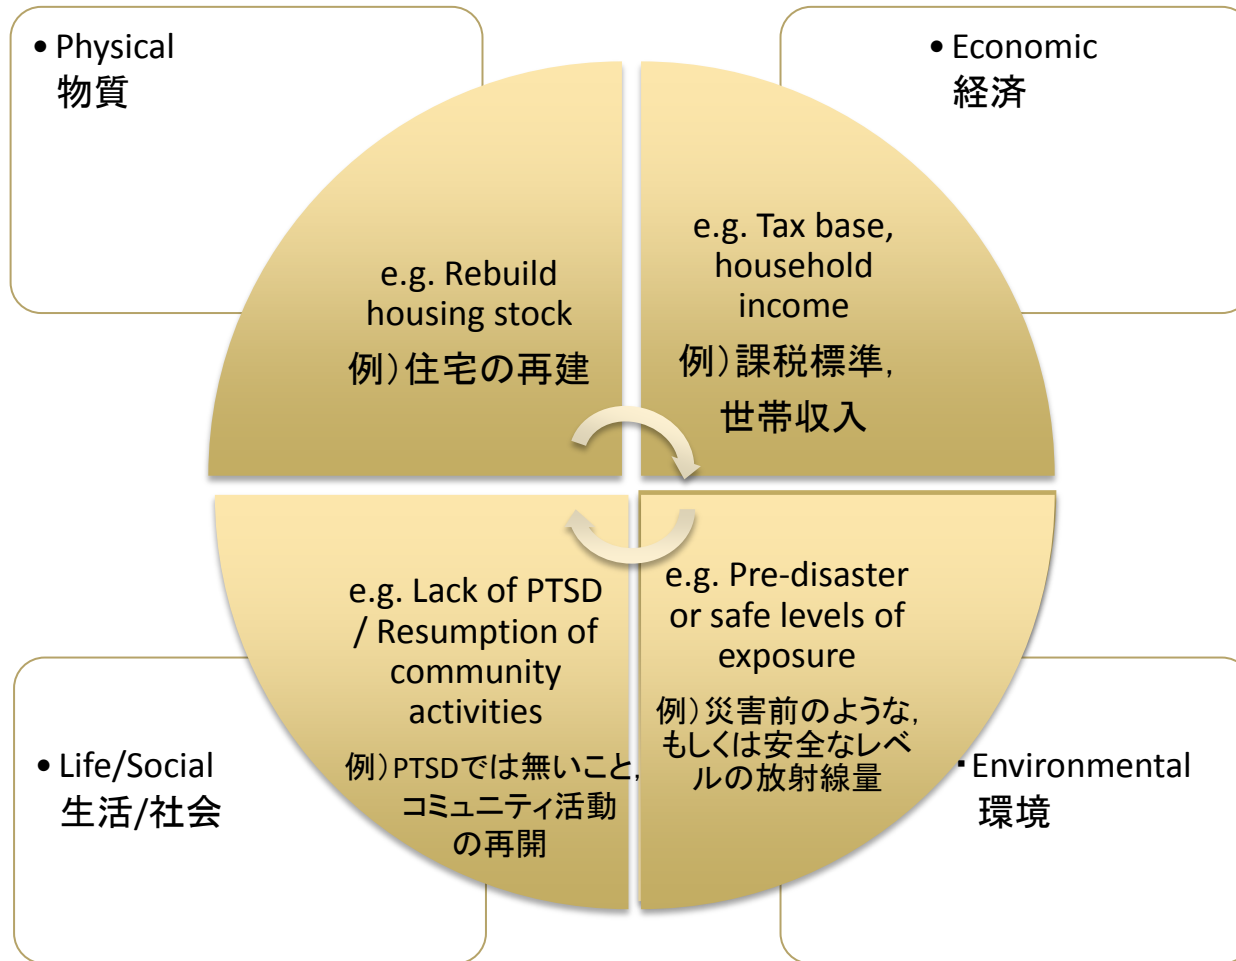 • Physical
物質
• Economic
経済
e.g. Rebuild
housing stock
例）住宅の再建
e.g. Tax base,
household
income
例）課税標準，
世帯収入
e.g. Lack of PTSD
/ Resumption of
community
activities
例）PTSDでは無いこと，
コミュニティ活動
の再開
e.g. Pre-disaster
or safe levels of
exposure
例）災害前のような，
もしくは安全なレベ
ルの放射線量
• Life/Social
生活/社会
• Environmental
環境